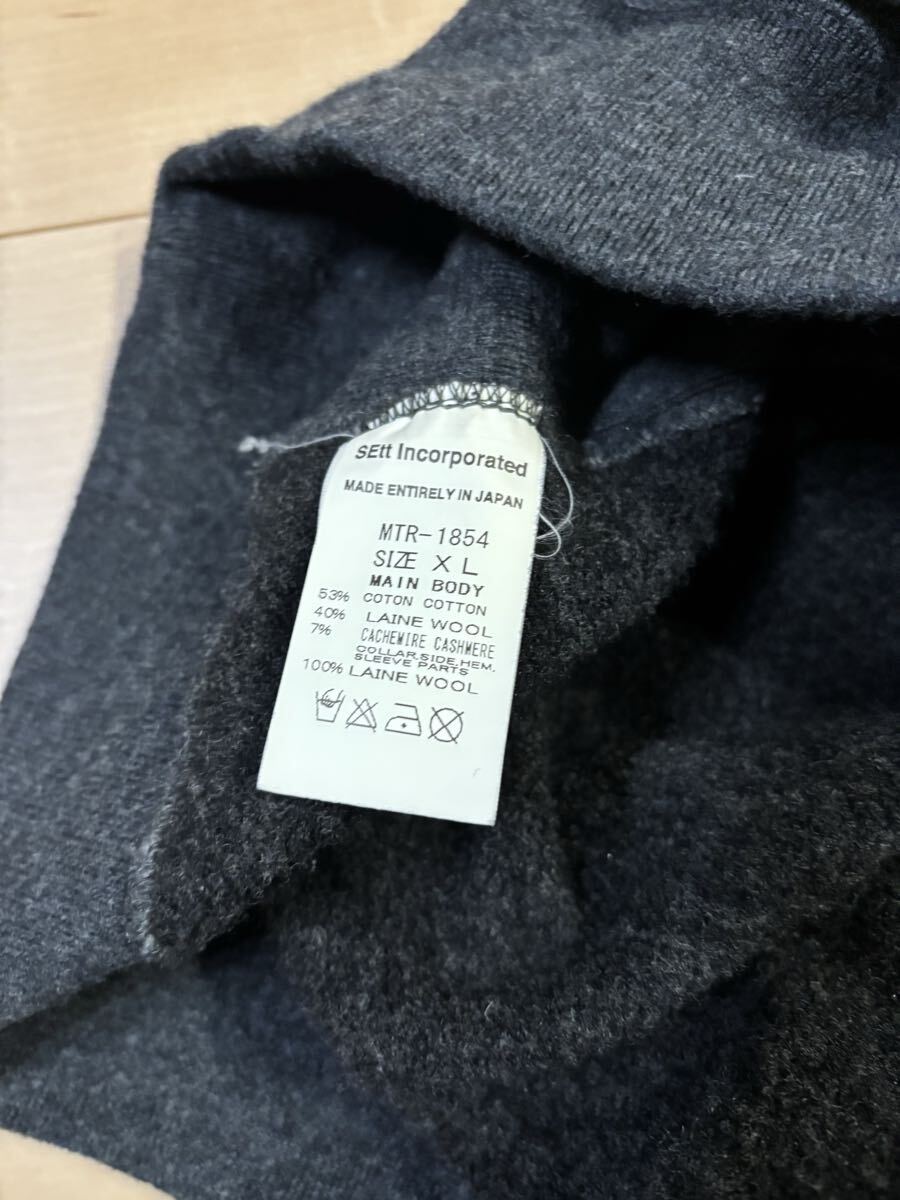 SEtt Incorporated
MADE ENTIRELY IN JAPAN
MTR-1854
SIZE XL
MAIN BODY
53% COTON COTTON
40% LAINE WOOL
7% CACHEMIRE CASHMERE
COLLAR,SIDE,HEM.
SLEEVE PARTS
100% LAINE WOOL